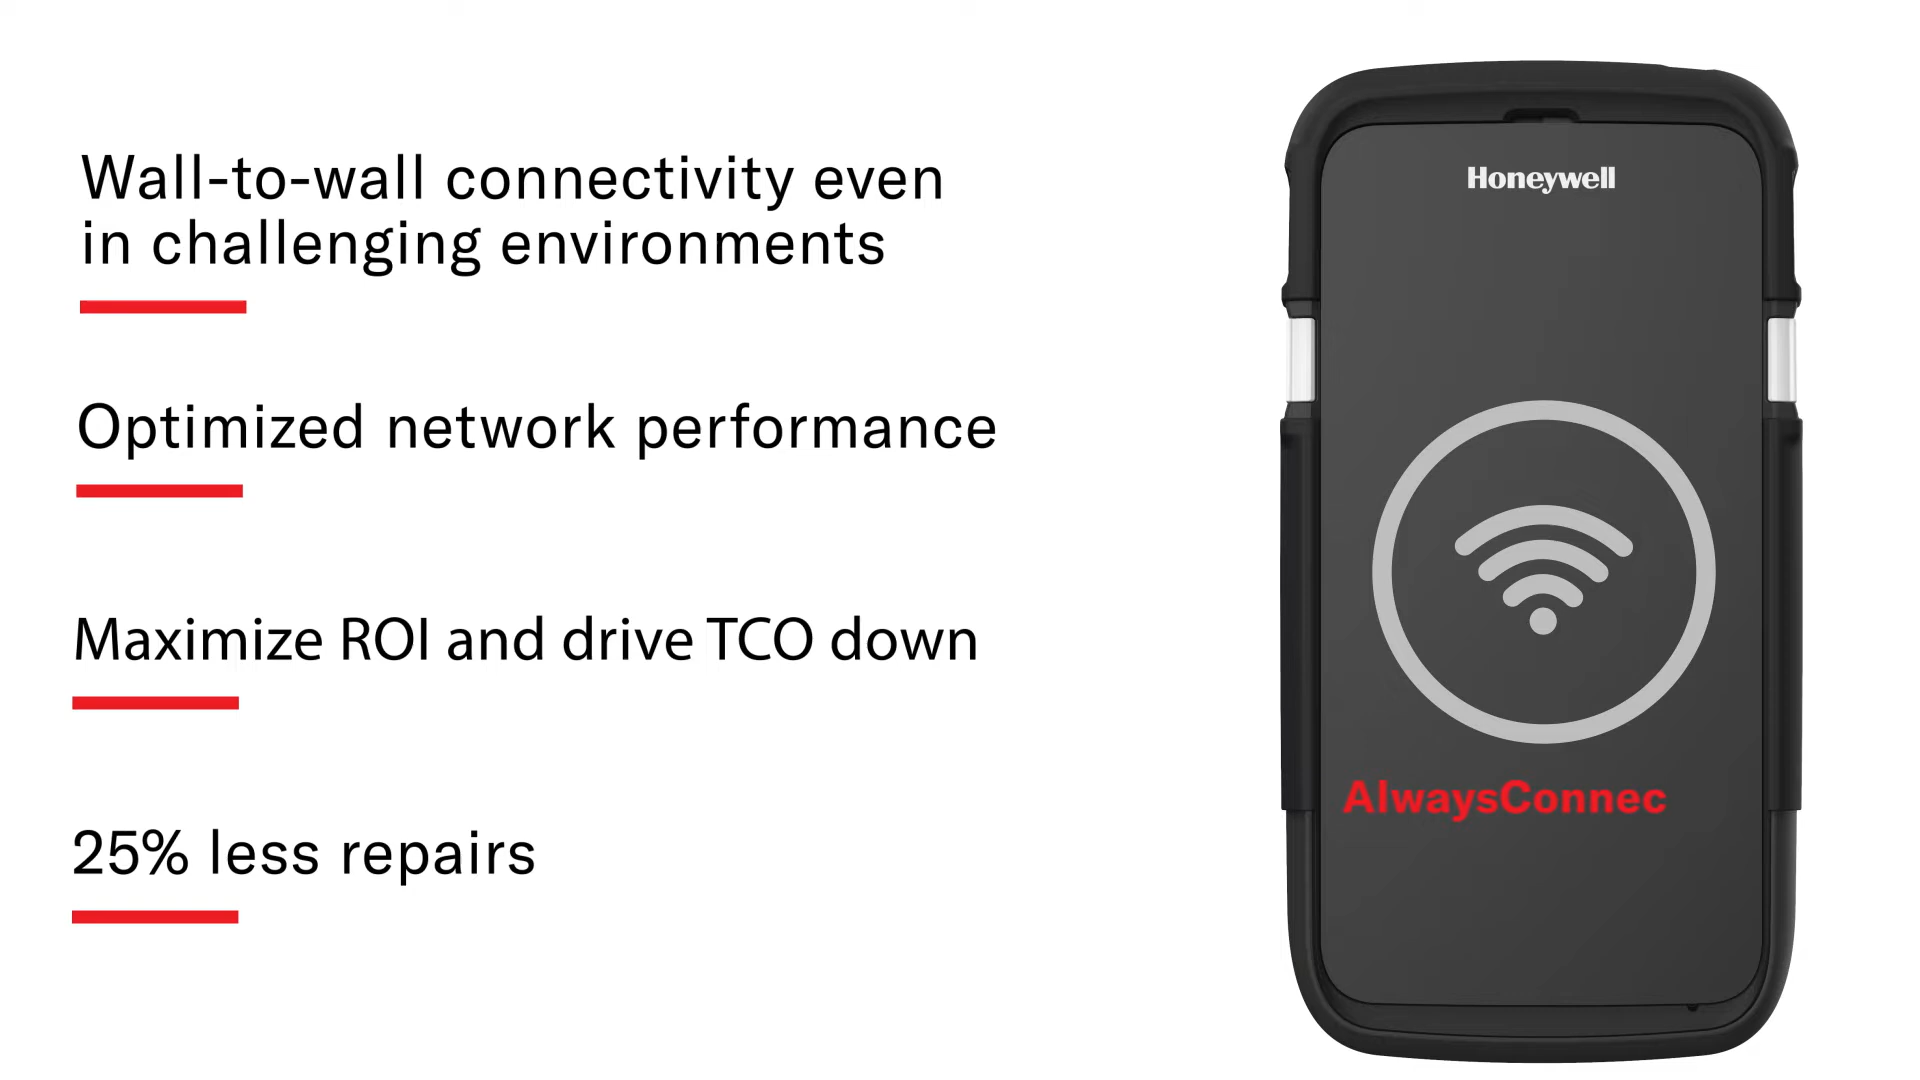 Wall-to-wall connectivity even
in challenging environments
Optimized network performance
Maximize ROI and drive TCO down
25% less repairs
Honeywell
AlwaysConnec